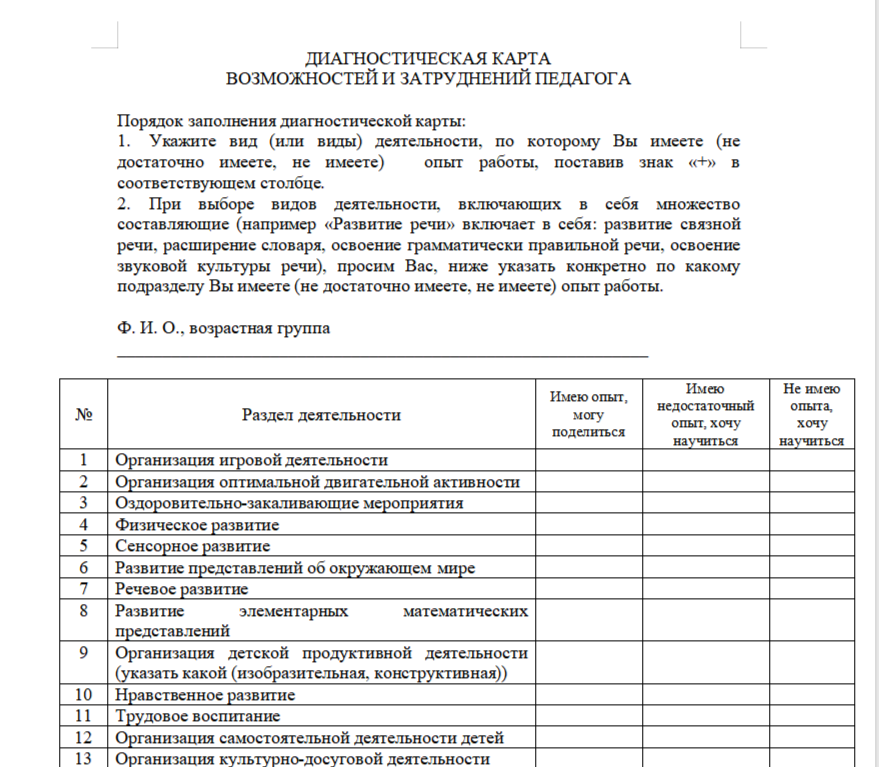 ДИАГНОСТИЧЕСКАЯ КАРТА
ВОЗМОЖНОСТЕЙ И ЗАТРУДНЕНИЙ ПЕДАГОГА
Порядок заполнения диагностической карты:
1. Укажите вид (или виды) деятельности, по которому Вы имеете (не
достаточно имеете, не имеете) опыт работы, поставив знак «+» в
соответствующем столбце.
2. При выборе видов деятельности, включающих в себя множество
составляющие (например «Развитие речи» включает в себя: развитие связной
речи, расширение словаря, освоение грамматически правильной речи, освоение
звуковой культуры речи), просим Вас, ниже указать конкретно по какому
подразделу Вы имеете (не достаточно имеете, не имеете) опыт работы.
Ф. И. О., возрастная группа
№
Раздел деятельности
Имею опыт,
могу
поделиться
Имею
недостаточный
опыт, хочу
научиться
Не имею
опыта,
хочу
научиться
1 Организация игровой деятельности
2 Организация оптимальной двигательной активности
3 Оздоровительно-закаливающие мероприятия
4 Физическое развитие
5 Сенсорное развитие
6 Развитие представлений об окружающем мире
7 Речевое развитие
8 Развитие элементарных математических
представлений
9 Организация детской продуктивной деятельности
(указать какой (изобразительная, конструктивная))
10 Нравственное развитие
11 Трудовое воспитание
12 Организация самостоятельной деятельности детей
13 Организация культурно-досуговой деятельности